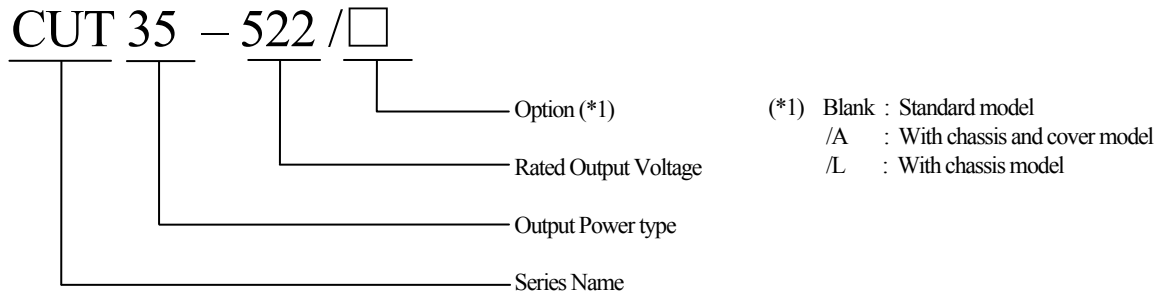 CUT 35 – 522 /□
Option (*1)
Rated Output Voltage
Output Power type
Series Name
(*1) Blank : Standard model
/A : With chassis and cover model
/L : With chassis model